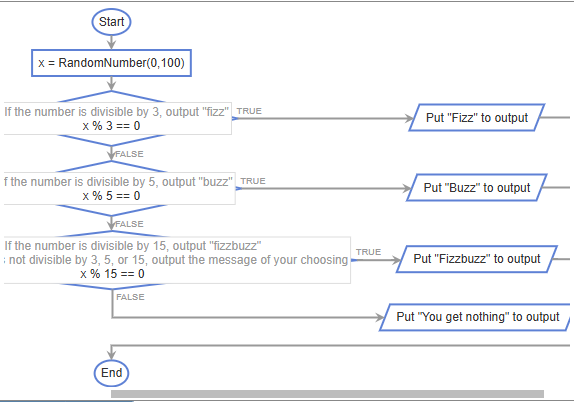 Start
x = RandomNumber(0,100)
If the number is divisible by 3, output "fizz"
x % 3 == 0
TRUE
Put "Fizz" to output
FALSE
f the number is divisible by 5, output "buzz"
x % 5 == 0
TRUE
Put "Buzz" to output
FALSE
If the number is divisible by 15, output "fizzbuzz"
not divisible by 3, 5, or 15, output the message of your choosing
x % 15 == 0
TRUE
Put "Fizzbuzz" to output
FALSE
Put "You get nothing" to output
End